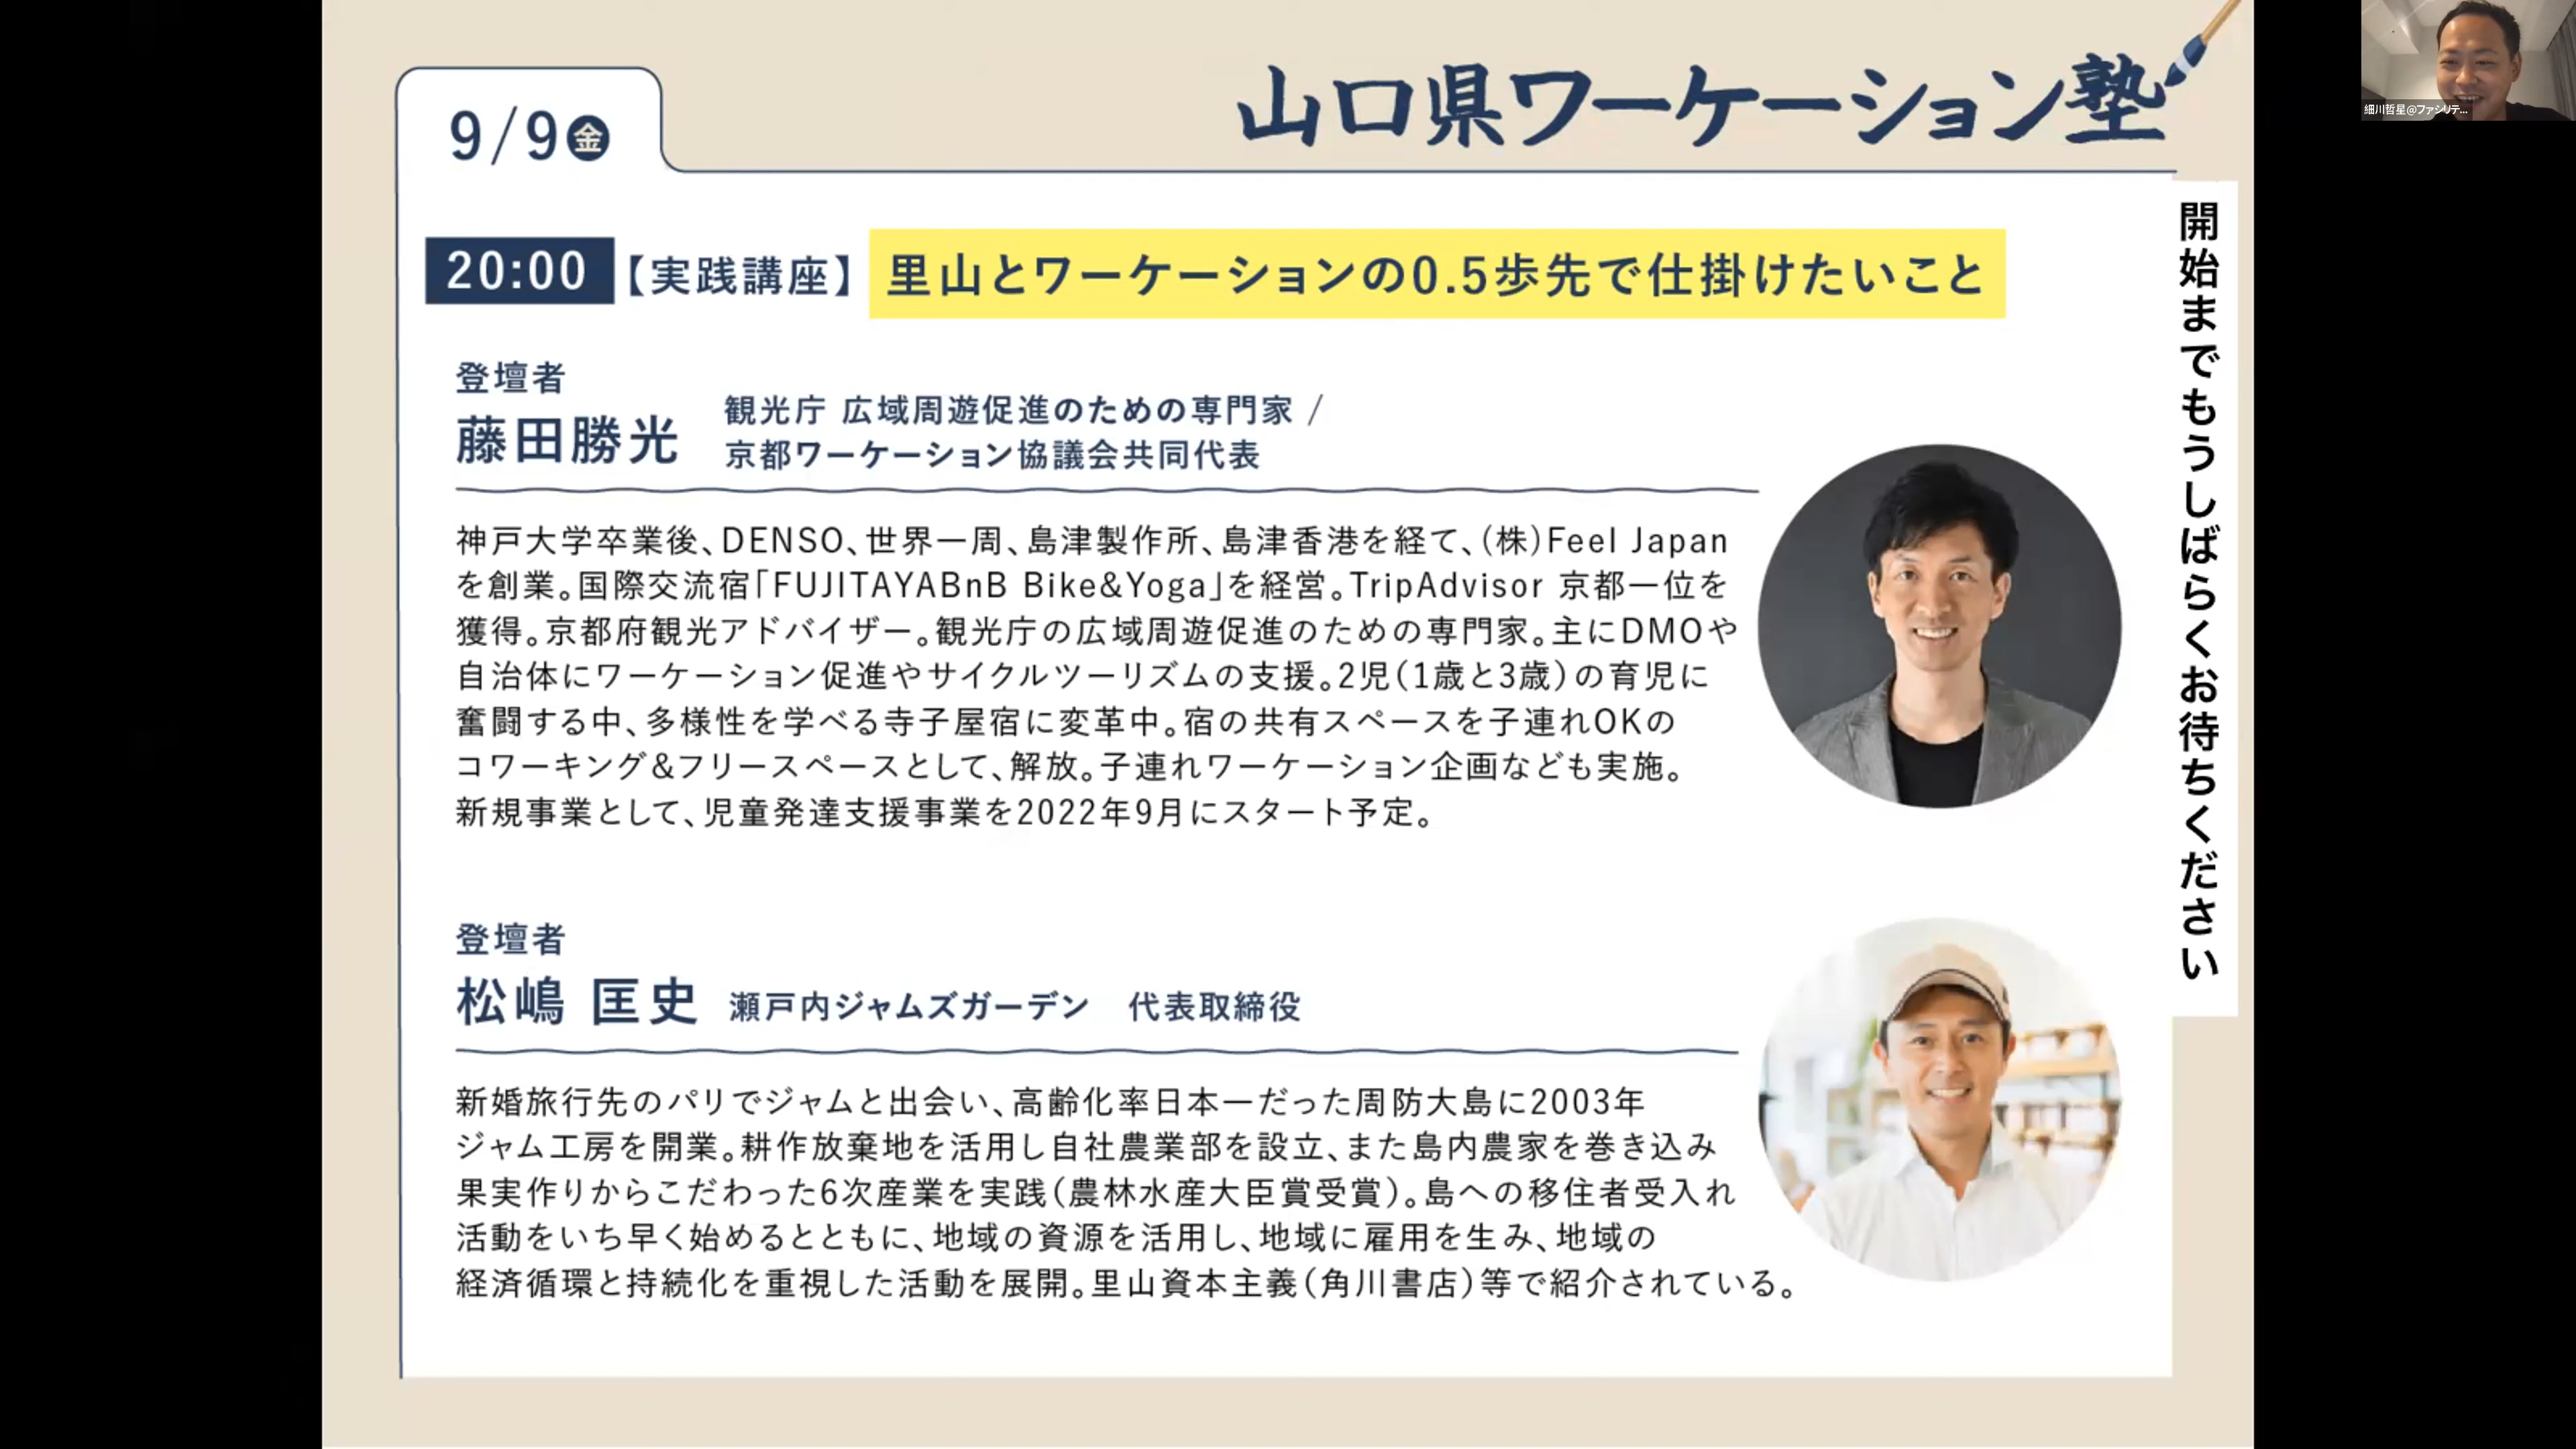 山口県ワーケーション塾
9/9金
20:00【実践講座】里山とワーケーションの0.5歩先で仕掛けたいこと
登壇者
藤田勝光
観光庁 広域周遊促進のための専門家 /
京都ワーケーション協議会共同代表
神戸大学卒業後、DENSO、世界一周、島津製作所、島津香港を経て、(株)Feel Japan
を創業。国際交流宿「FUJITAYABnB Bike&Yoga」を経営。TripAdvisor 京都一位を
獲得。京都府観光アドバイザー。観光庁の広域周遊促進のための専門家。主にDMOや
自治体にワーケーション促進やサイクルツーリズムの支援。2児(1歳と3歳)の育児に
奮闘する中、多様性を学べる寺子屋宿に変革中。宿の共有スペースを子連れOKの
コワーキング&フリースペースとして、解放。子連れワーケーション企画なども実施。
新規事業として、児童発達支援事業を2022年9月にスタート予定。
登壇者
松嶋 匡史 瀬戸内ジャムズガーデン 代表取締役
新婚旅行先のパリでジャムと出会い、高齢化率日本一だった周防大島に2003年
ジャム工房を開業。耕作放棄地を活用し自社農業部を設立、また島内農家を巻き込み
果実作りからこだわった6次産業を実践(農林水産大臣賞受賞)。島への移住者受入れ
活動をいち早く始めるとともに、地域の資源を活用し、地域に雇用を生み、地域の
経済循環と持続化を重視した活動を展開。里山資本主義(角川書店)等で紹介されている。
開始までもうしばらくお待ちください
細川哲星@ファシリテ...